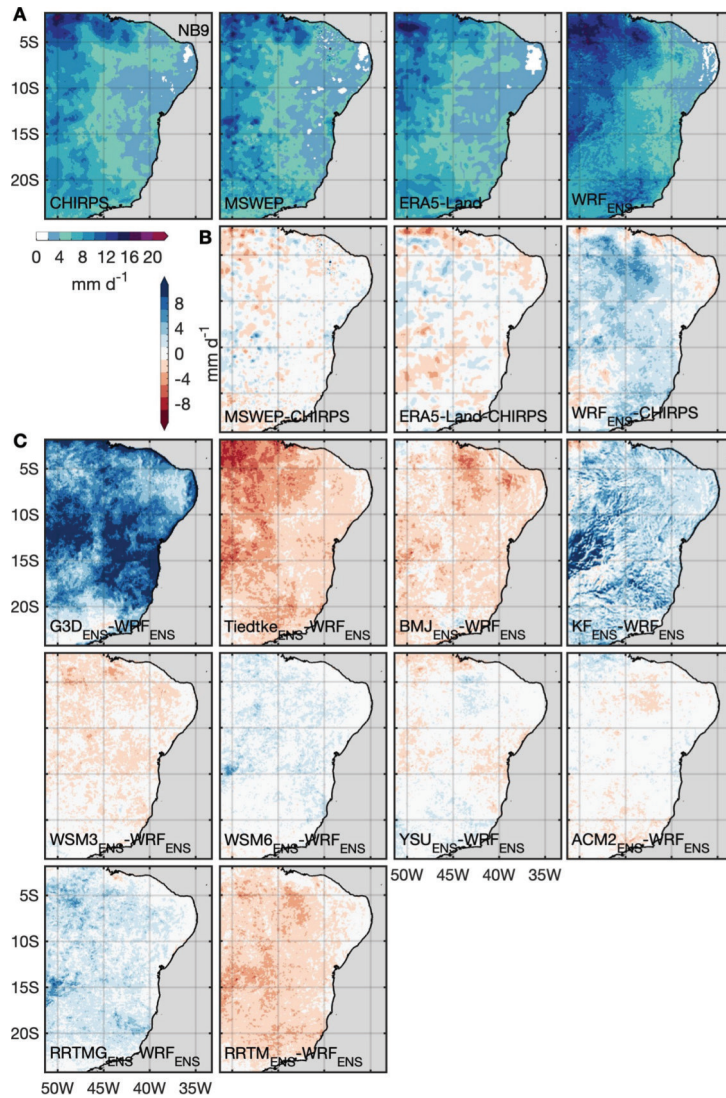 A
NB9
5S
10S
15S
20S
CHIRPS
MSWEP
ERA5-Land
WRF_ENS
0 4 8 12 16 20
mm d⁻¹
B
8
4
0
-4
-8
mm d⁻¹
MSWEP-CHIRPS
ERA5-Land-CHIRPS
WRF_ENS-CHIRPS
C
5S
10S
15S
20S
G3D_ENS-WRF_ENS
Tiedtke_ENS-WRF_ENS
BMJ_ENS-WRF_ENS
KF_ENS-WRF_ENS
WSM3_ENS-WRF_ENS
WSM6_ENS-WRF_ENS
YSU_ENS-WRF_ENS
ACM2_ENS-WRF_ENS
50W 45W 40W 35W
5S
10S
15S
20S
RRTMG_ENS-WRF_ENS
RRTM_ENS-WRF_ENS
50W 45W 40W 35W